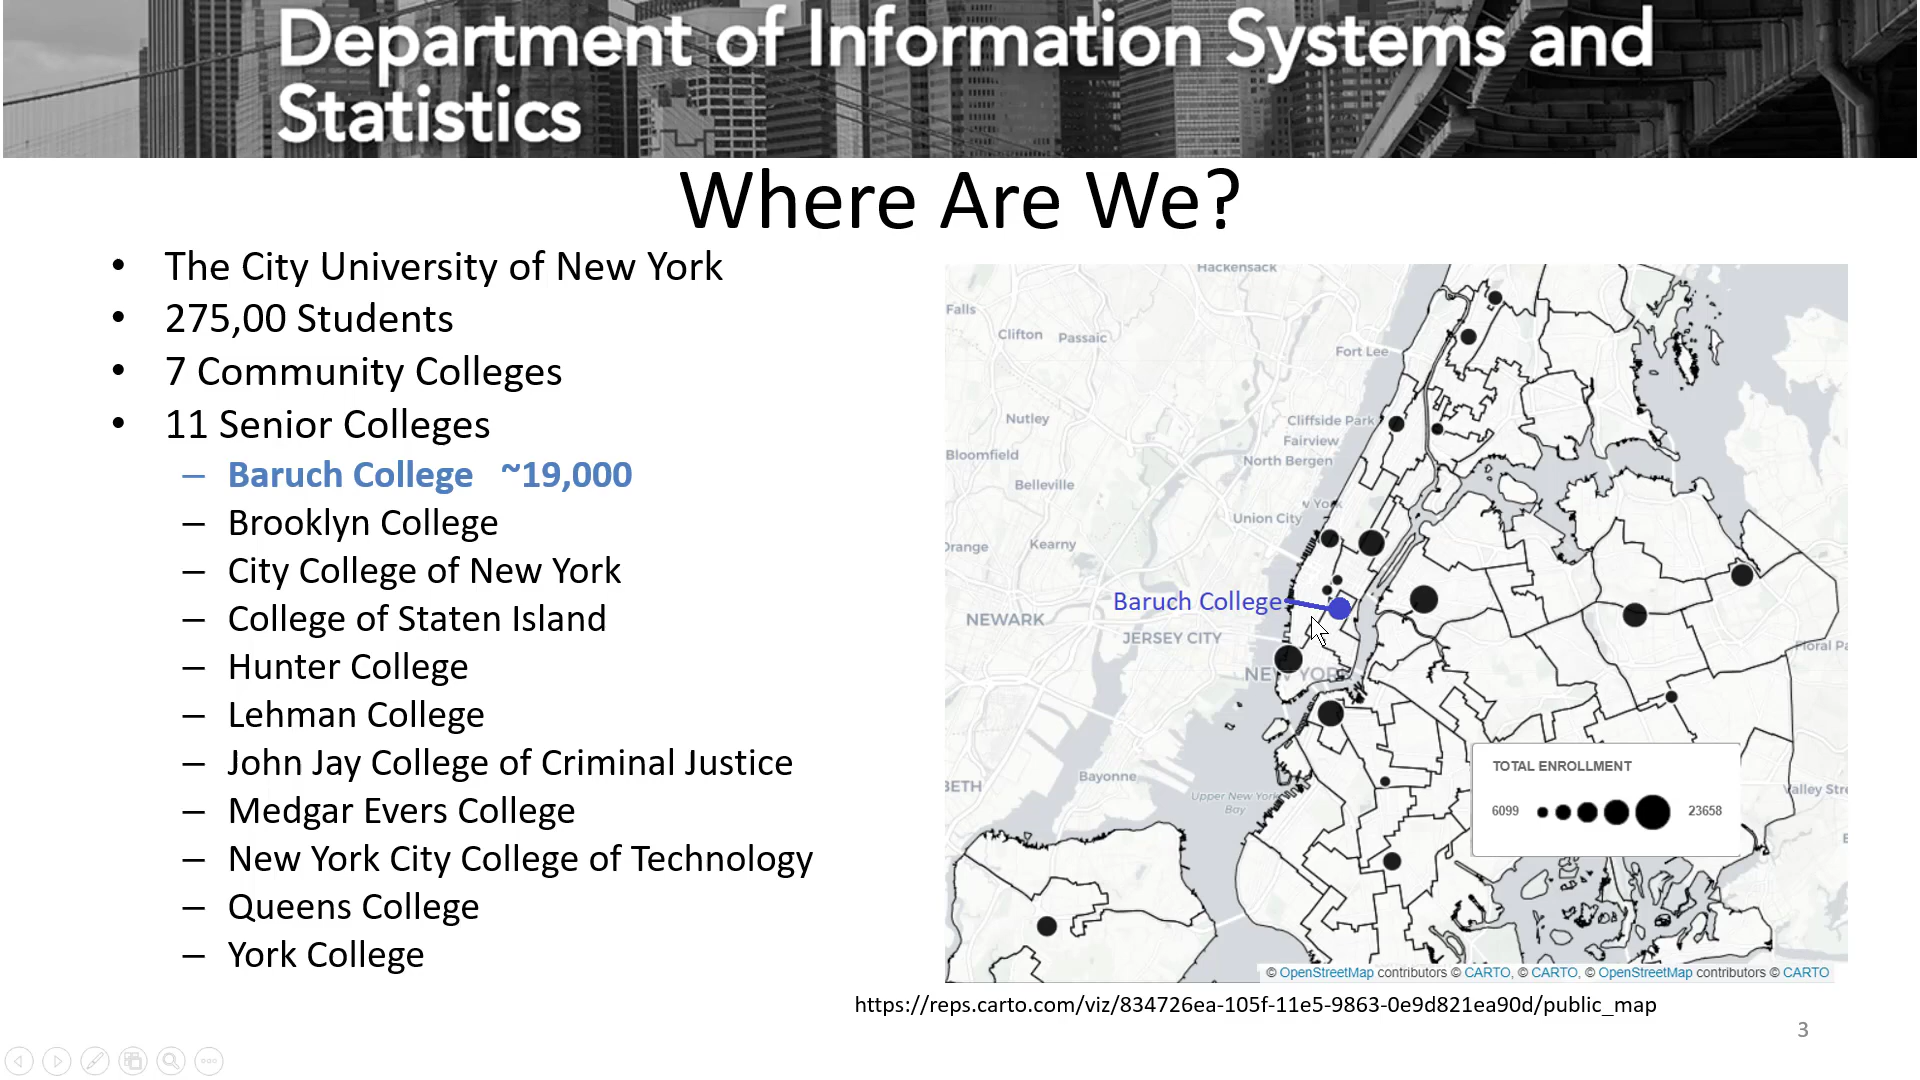 Department of Information Systems and
Statistics
Where Are We?
• The City University of New York
• 275,00 Students
• 7 Community Colleges
• 11 Senior Colleges
– Baruch College ~19,000
– Brooklyn College
– City College of New York
– College of Staten Island
– Hunter College
– Lehman College
– John Jay College of Criminal Justice
– Medgar Evers College
– New York City College of Technology
– Queens College
– York College
Hackensack
Falls
Clifton
Passaic
Fort Lee
Nutley
Cliffside Park
Fairview
Bloomfield
North Bergen
Belleville
Union City
Orange
Kearny
Baruch College
NEWARK
JERSEY CITY
Floral Pa
NEW YORK
BETH
Bayonne
Upper New York
Bay
TOTAL ENROLLMENT
6099
23658
Valley Stre
© OpenStreetMap contributors © CARTO, © CARTO, © OpenStreetMap contributors © CARTO
https://reps.carto.com/viz/834726ea-105f-11e5-9863-0e9d821ea90d/public_map
3